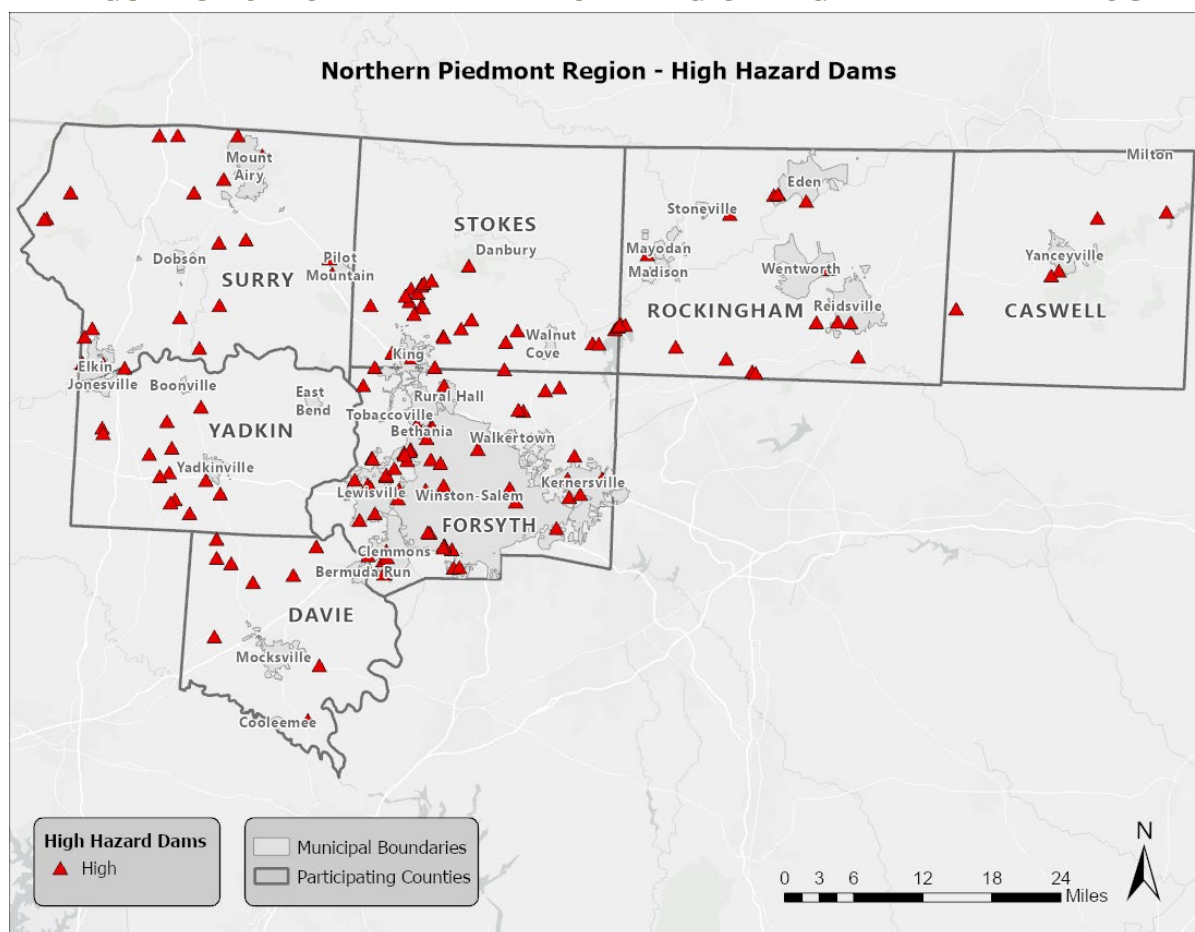 Northern Piedmont Region - High Hazard Dams
Mount
Airy
Milton
Eden
Stoneville
STOKES
Danbury
Mayodan
Madison
Wentworth
Yanceyville
Dobson
Pilot
Mountain
SURRY
Reidsville
ROCKINGHAM
CASWELL
Walnut
Cove
King
Elkin
Jonesville
Boonville
East
Bend
Rural Hall
Tobaccoville
Bethania
YADKIN
Walkertown
Yadkinville
Lewisville
Winston-Salem
Kernersville
FORSYTH
Clemmons
Bermuda Run
DAVIE
Mocksville
Cooleemee
High Hazard Dams
High
Municipal Boundaries
Participating Counties
N
0 3 6 12 18 24
Miles